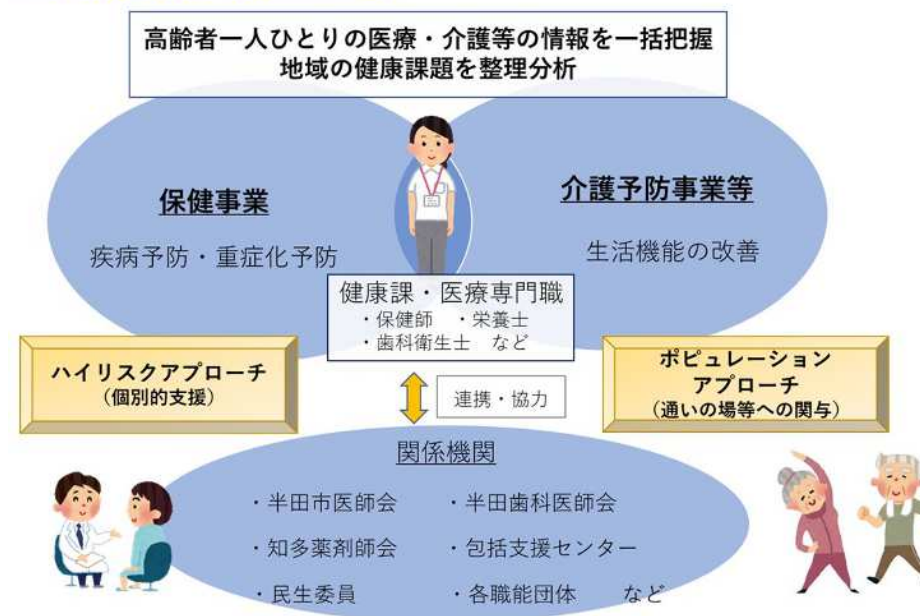 高齢者一人ひとりの医療・介護等の情報を一括把握
地域の健康課題を整理分析
保健事業
疾病予防・重症化予防
介護予防事業等
生活機能の改善
健康課・医療専門職
・保健師　・栄養士
・歯科衛生士　など
ハイリスクアプローチ
（個別的支援）
ポピュレーション
アプローチ
（通いの場等への関与）
連携・協力
関係機関
・半田市医師会　・半田歯科医師会
・知多薬剤師会　・包括支援センター
・民生委員　・各職能団体　など